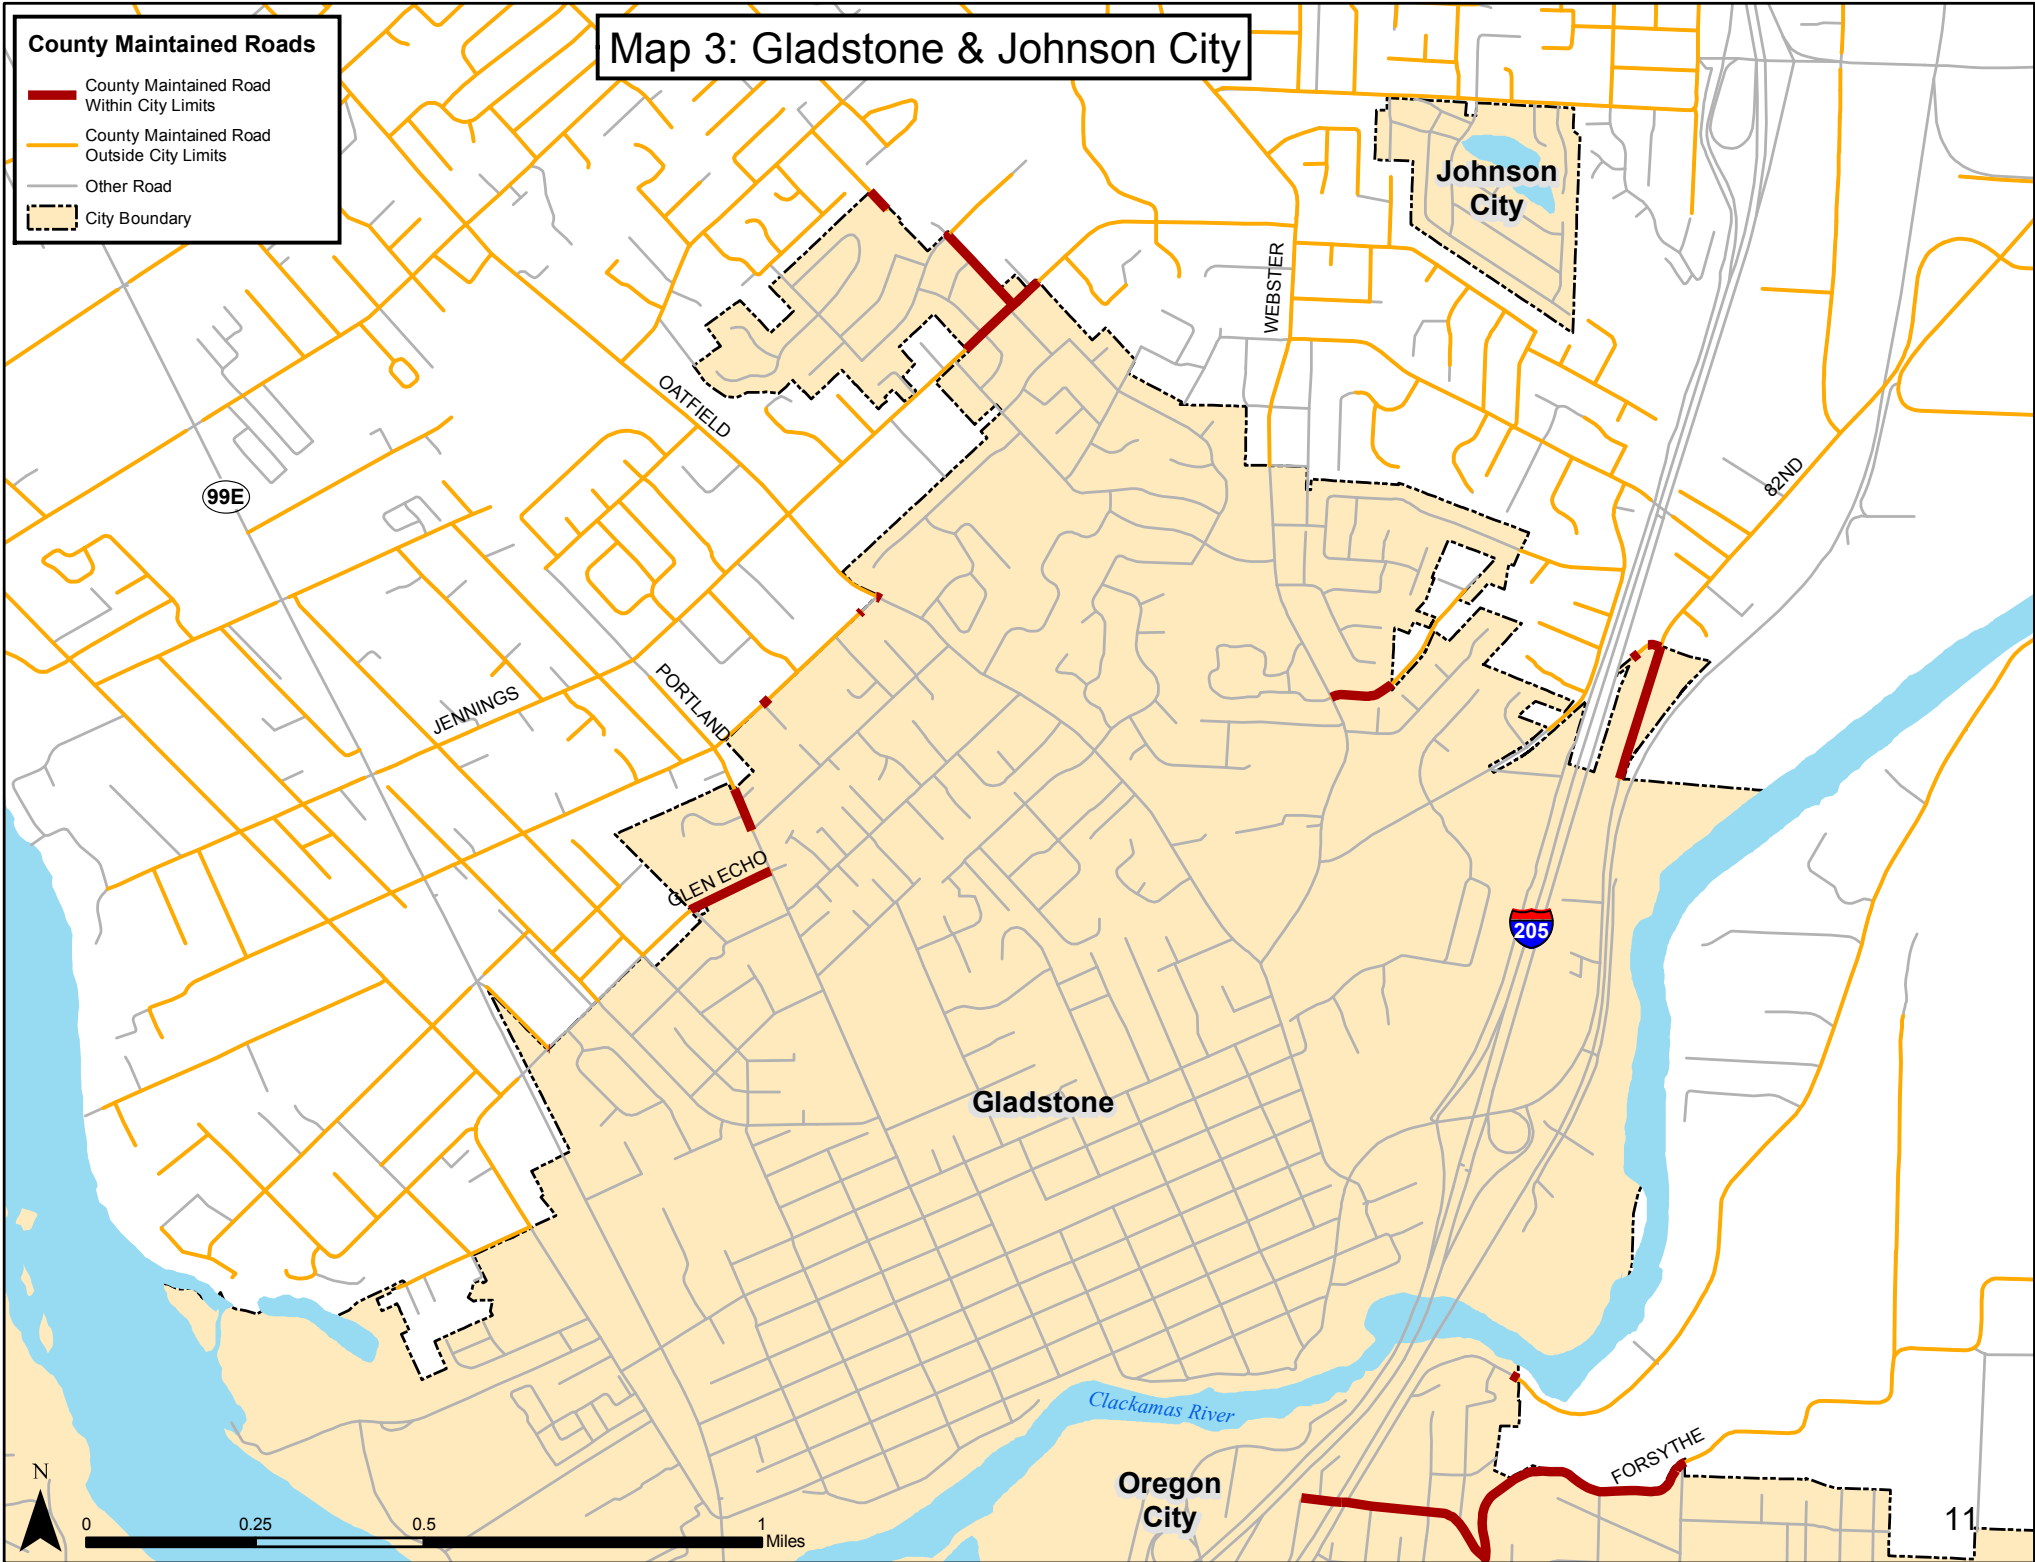 Map 3: Gladstone & Johnson City
County Maintained Roads
County Maintained Road
Within City Limits
County Maintained Road
Outside City Limits
Other Road
City Boundary
Johnson
City
WEBSTER
OATFIELD
82ND
99E
PORTLAND
JENNINGS
GLEN ECHO
205
Gladstone
Clackamas River
FORSYTHE
Oregon
City
N
0
0.25
0.5
1
Miles
11